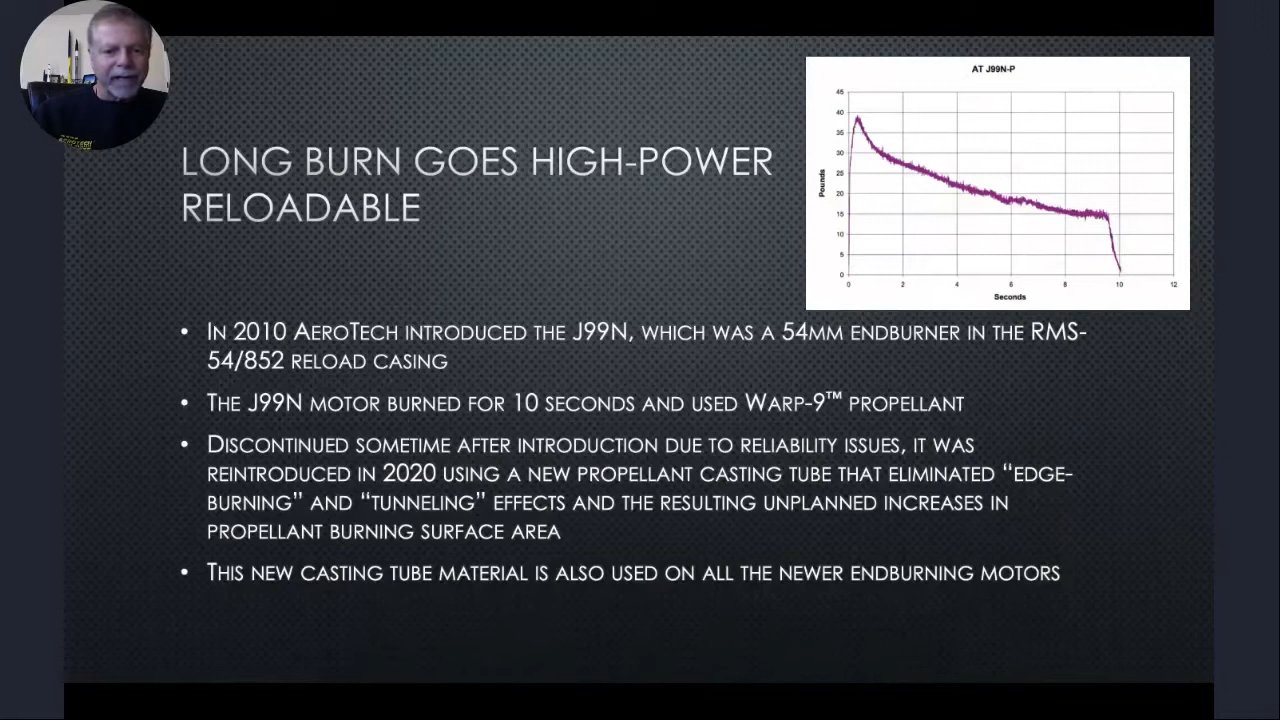 AT J99N-P
45
40
35
30
25
20
15
10
5
0
Pounds
0 2 4 6 8 10 12
Seconds
LONG BURN GOES HIGH-POWER
RELOADABLE
• IN 2010 AEROTECH INTRODUCED THE J99N, WHICH WAS A 54MM ENDBURNER IN THE RMS-
54/852 RELOAD CASING
• THE J99N MOTOR BURNED FOR 10 SECONDS AND USED WARP-9™ PROPELLANT
• DISCONTINUED SOMETIME AFTER INTRODUCTION DUE TO RELIABILITY ISSUES, IT WAS
REINTRODUCED IN 2020 USING A NEW PROPELLANT CASTING TUBE THAT ELIMINATED “EDGE-
BURNING” AND “TUNNELING” EFFECTS AND THE RESULTING UNPLANNED INCREASES IN
PROPELLANT BURNING SURFACE AREA
• THIS NEW CASTING TUBE MATERIAL IS ALSO USED ON ALL THE NEWER ENDBURNING MOTORS